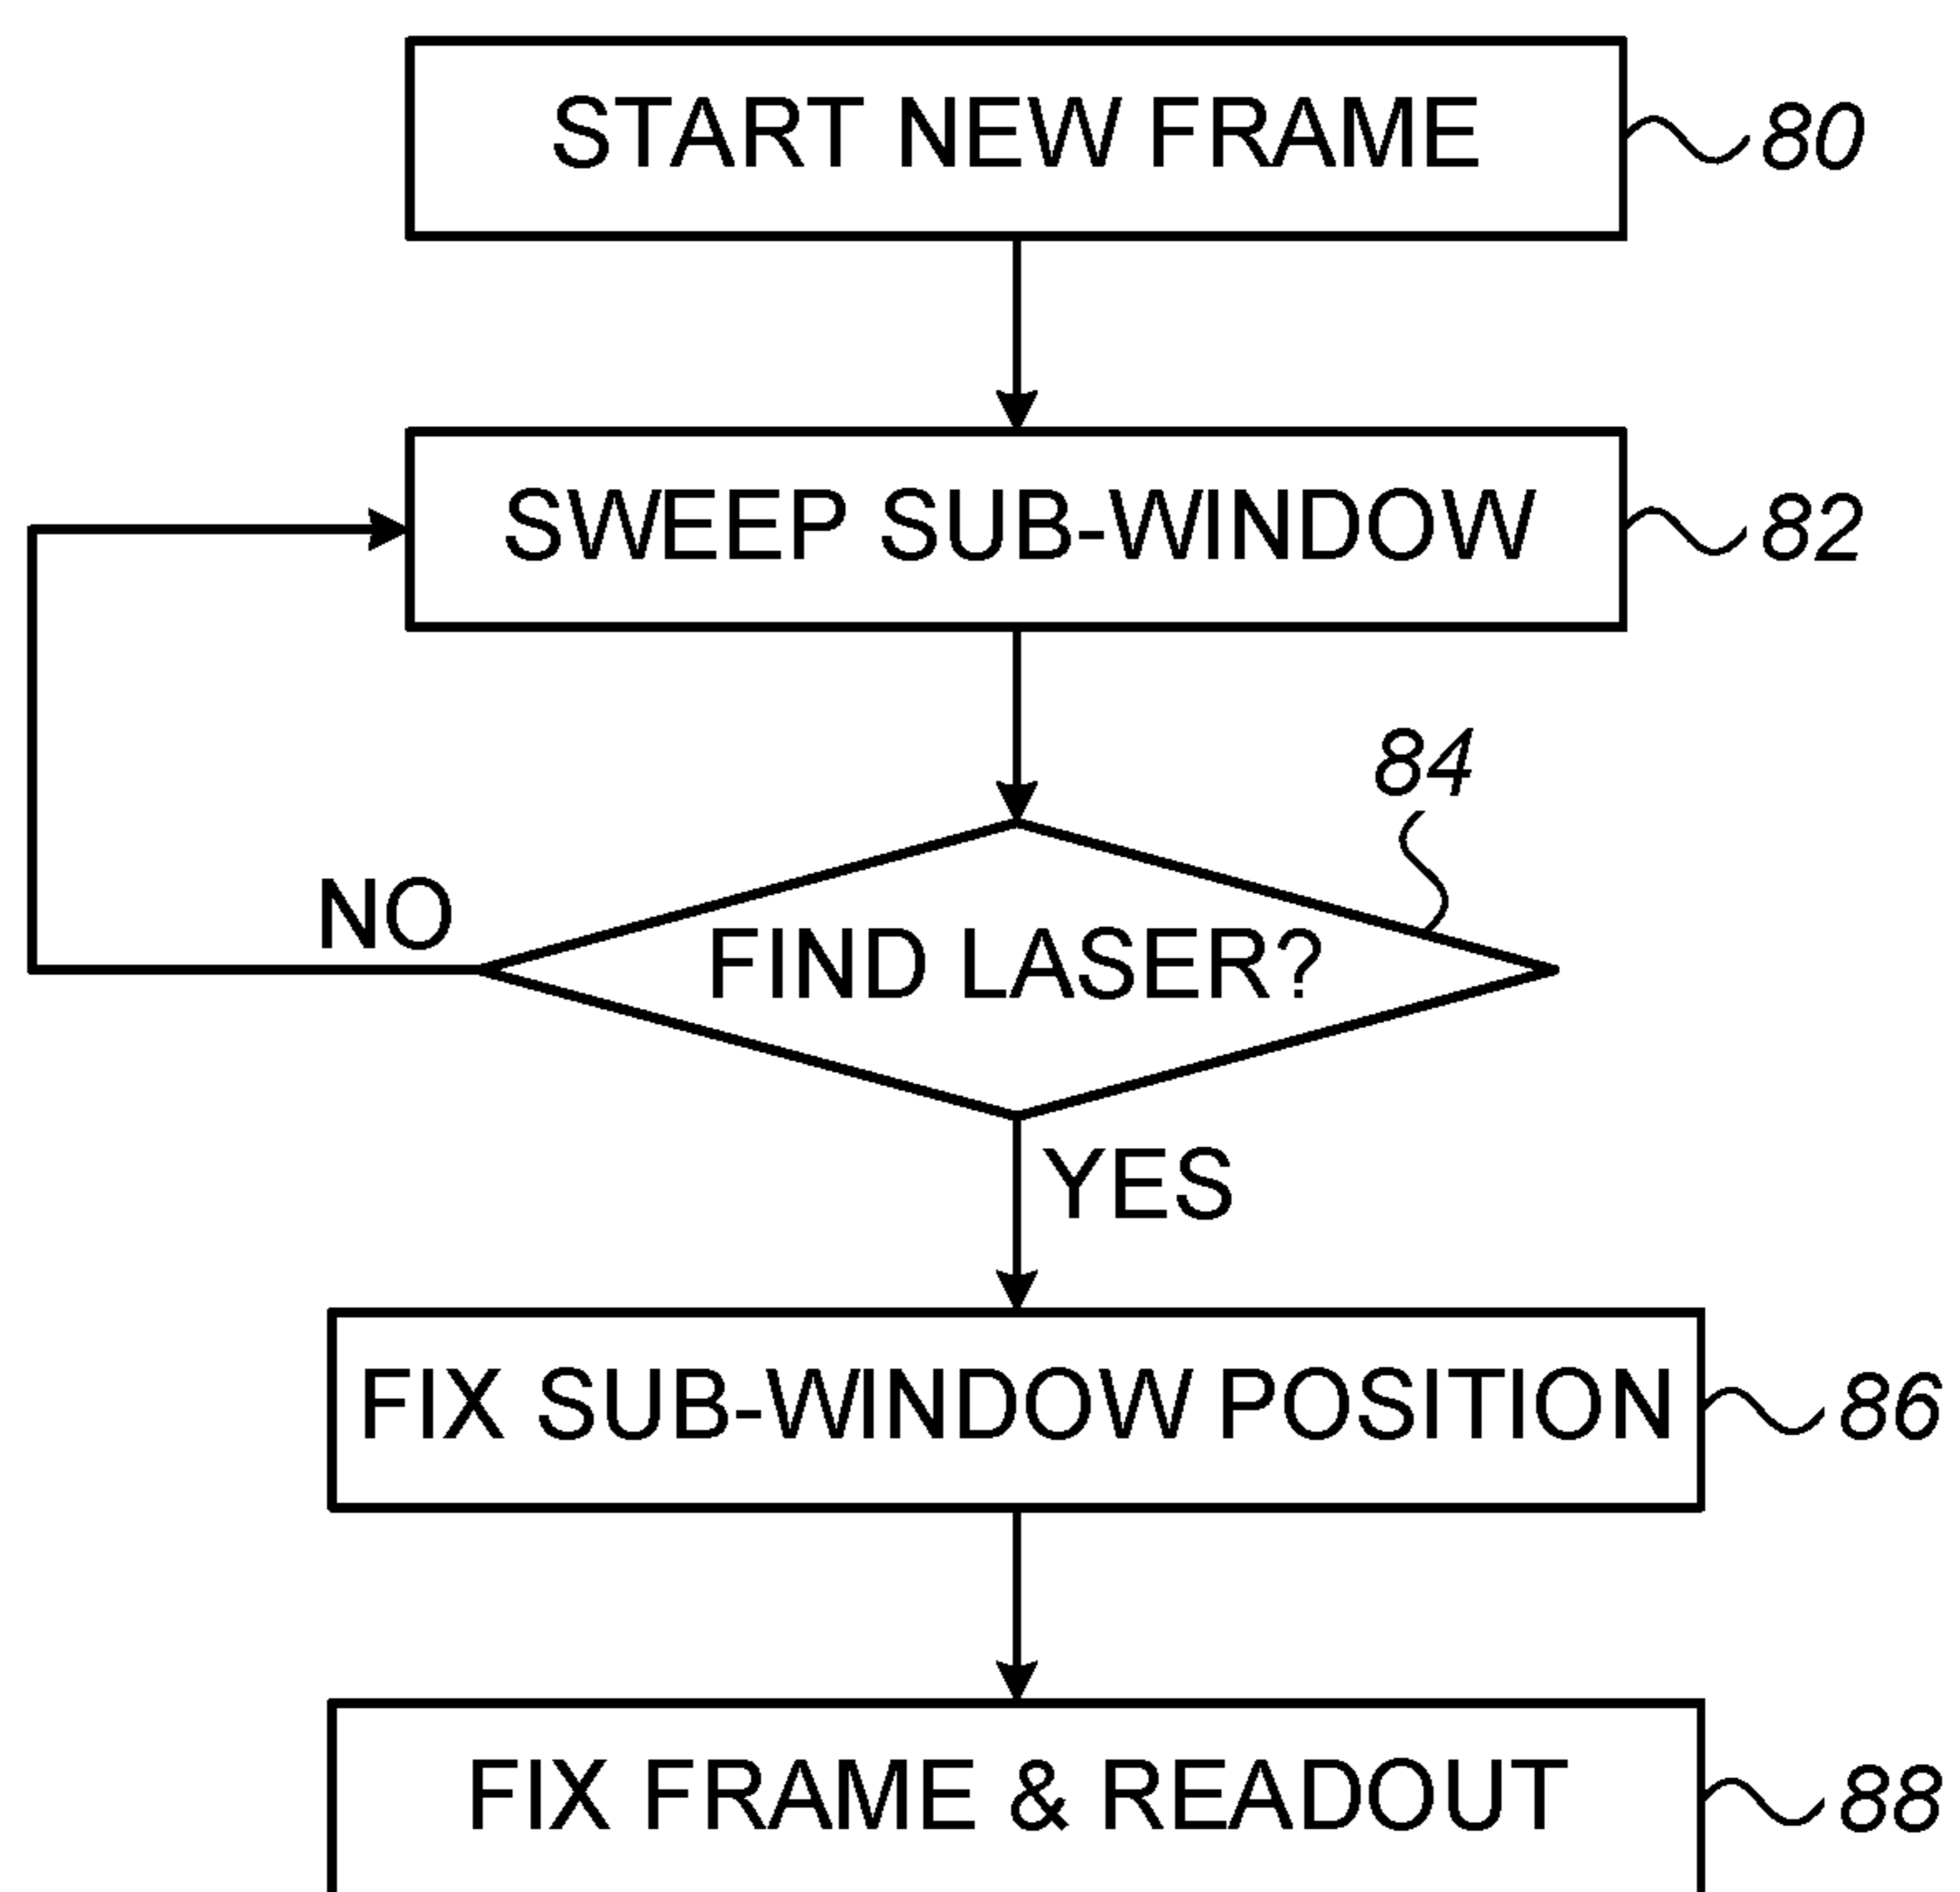 START NEW FRAME 80
SWEEP SUB-WINDOW 82
84
FIND LASER?
NO
YES
FIX SUB-WINDOW POSITION 86
FIX FRAME & READOUT 88